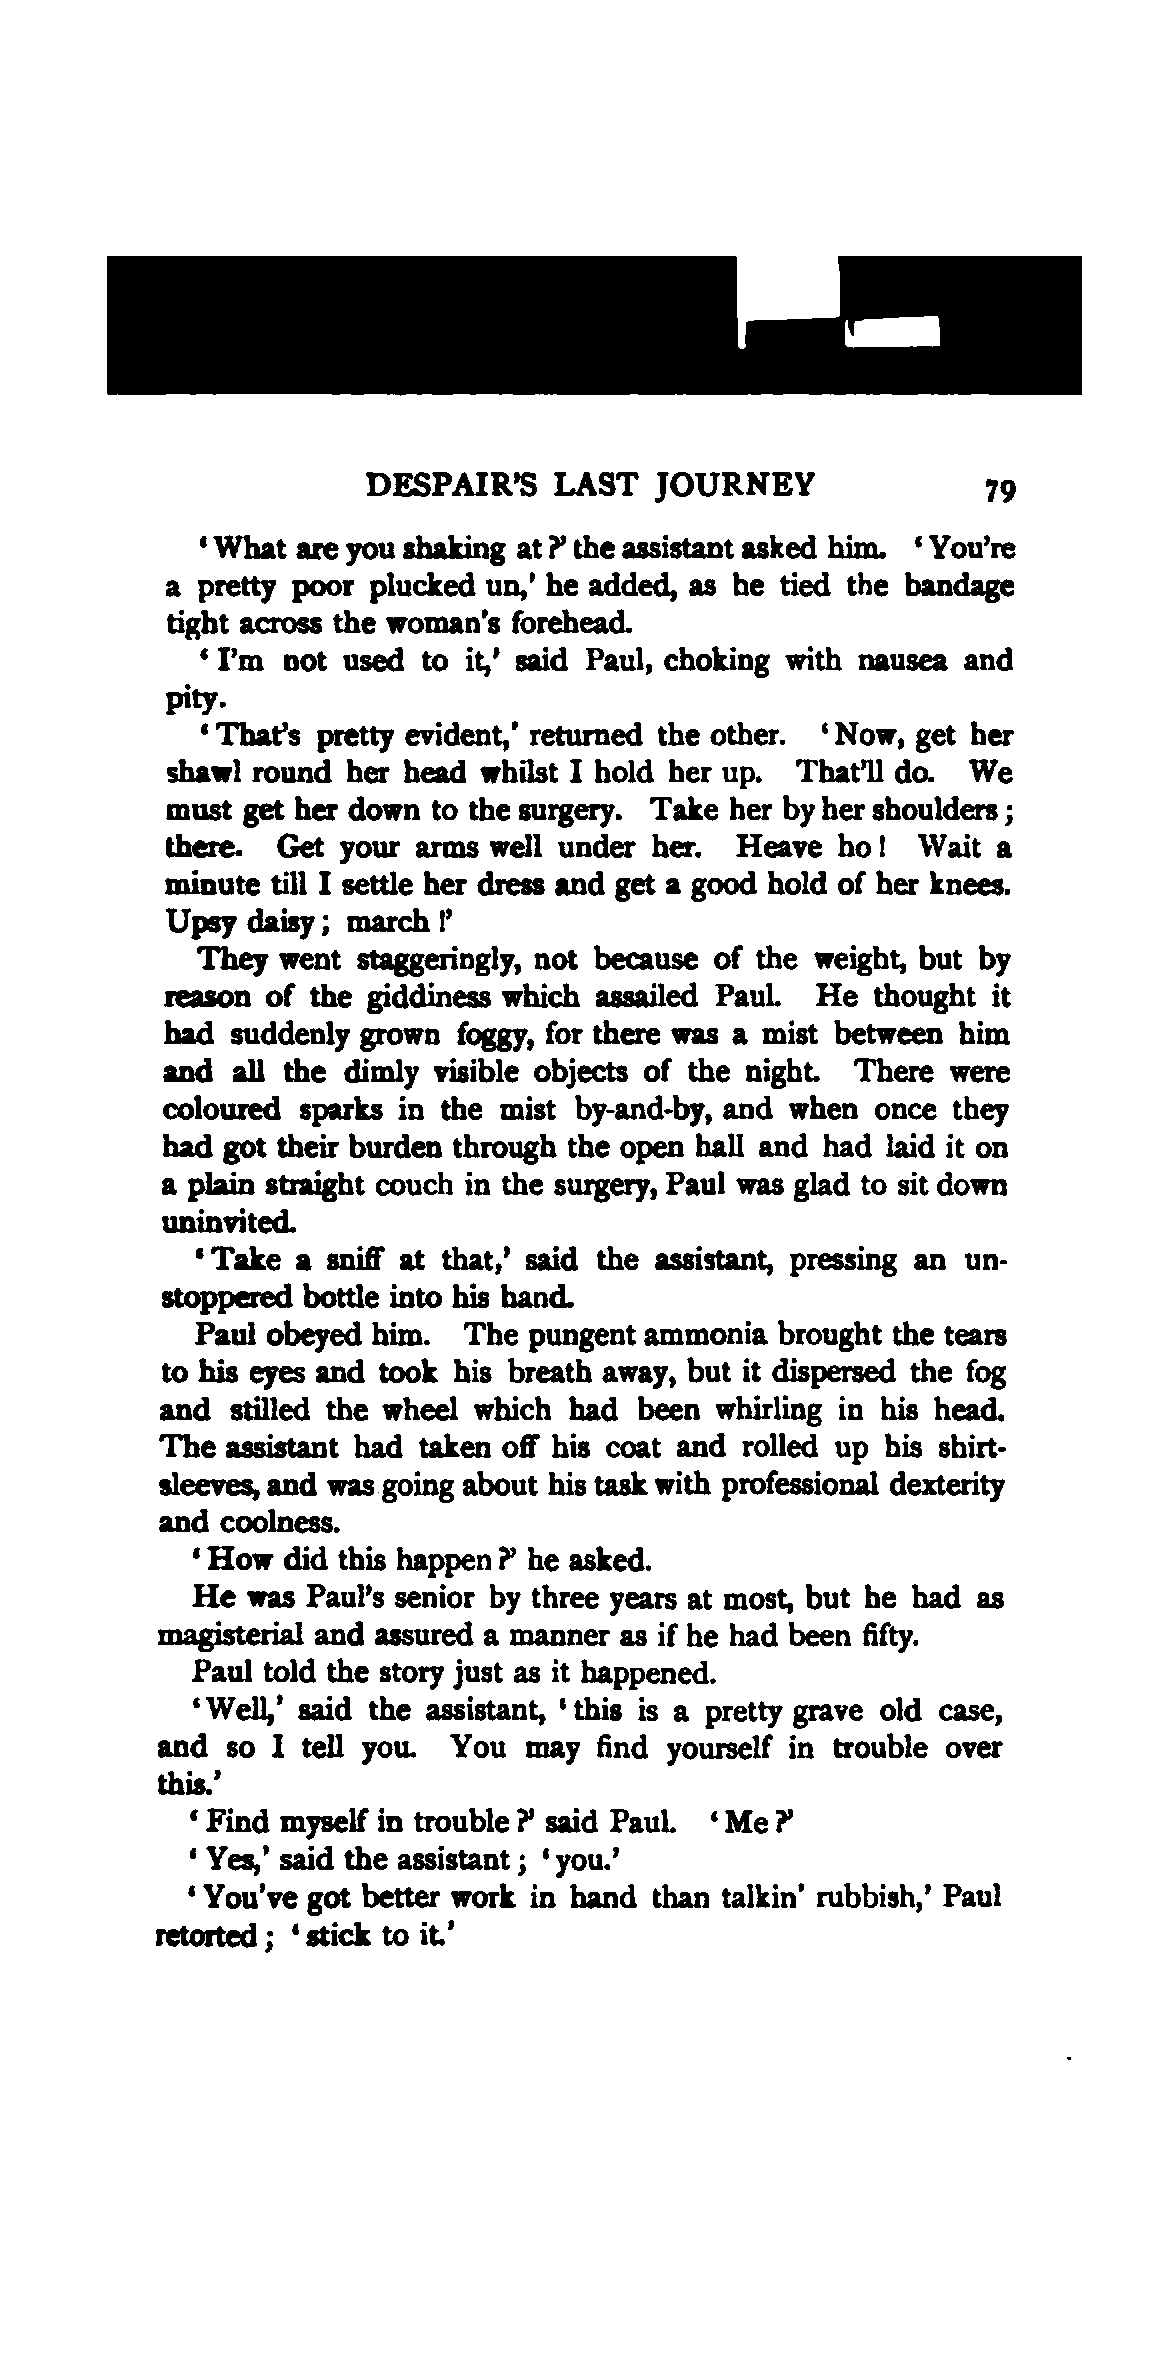 DESPAIR'S LAST JOURNEY 79
'What are you shaking at?' the assistant asked him. 'You're
a pretty poor plucked un,' he added, as he tied the bandage
tight across the woman's forehead.
'I'm not used to it,' said Paul, choking with nausea and
pity.
'That's pretty evident,' returned the other. 'Now, get her
shawl round her head whilst I hold her up. That'll do. We
must get her down to the surgery. Take her by her shoulders;
there. Get your arms well under her. Heave ho! Wait a
minute till I settle her dress and get a good hold of her knees.
Upsy daisy; march!'
They went staggeringly, not because of the weight, but by
reason of the giddiness which assailed Paul. He thought it
had suddenly grown foggy, for there was a mist between him
and all the dimly visible objects of the night. There were
coloured sparks in the mist by-and-by, and when once they
had got their burden through the open hall and had laid it on
a plain straight couch in the surgery, Paul was glad to sit down
uninvited.
'Take a sniff at that,' said the assistant, pressing an un-
stoppered bottle into his hand.
Paul obeyed him. The pungent ammonia brought the tears
to his eyes and took his breath away, but it dispersed the fog
and stilled the wheel which had been whirling in his head.
The assistant had taken off his coat and rolled up his shirt-
sleeves, and was going about his task with professional dexterity
and coolness.
'How did this happen?' he asked.
He was Paul's senior by three years at most, but he had as
magisterial and assured a manner as if he had been fifty.
Paul told the story just as it happened.
'Well,' said the assistant, 'this is a pretty grave old case,
and so I tell you. You may find yourself in trouble over
this.'
'Find myself in trouble?' said Paul. 'Me?'
'Yes,' said the assistant; 'you.'
'You've got better work in hand than talkin' rubbish,' Paul
retorted; 'stick to it.'